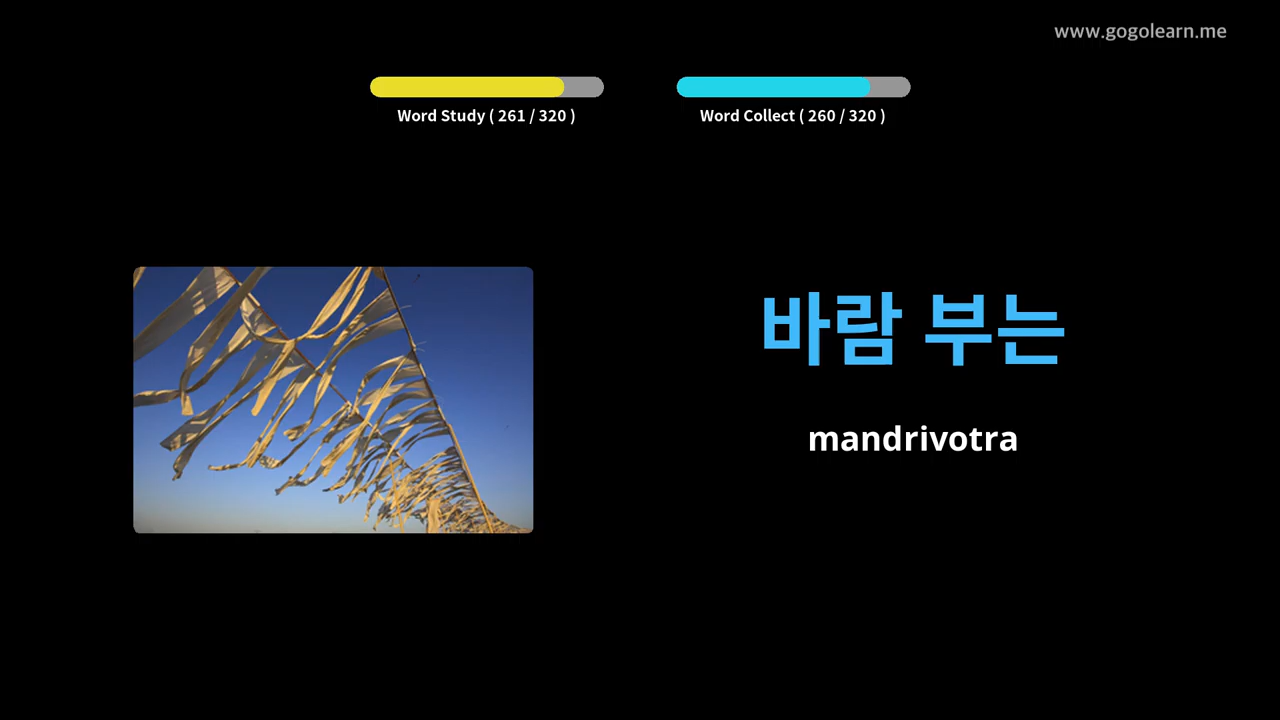 www.gogolearn.me
Word Study ( 261 / 320 )
Word Collect ( 260 / 320 )
바람 부는
mandrivotra